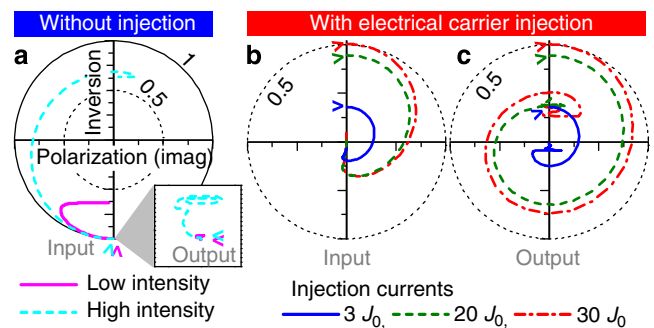 Without injection
With electrical carrier injection
a
1
0.5
Inversion
Polarization (imag)
Input
Output
b
0.5
Input
c
0.5
Output
Low intensity
High intensity
Injection currents
3 J0, 20 J0, 30 J0